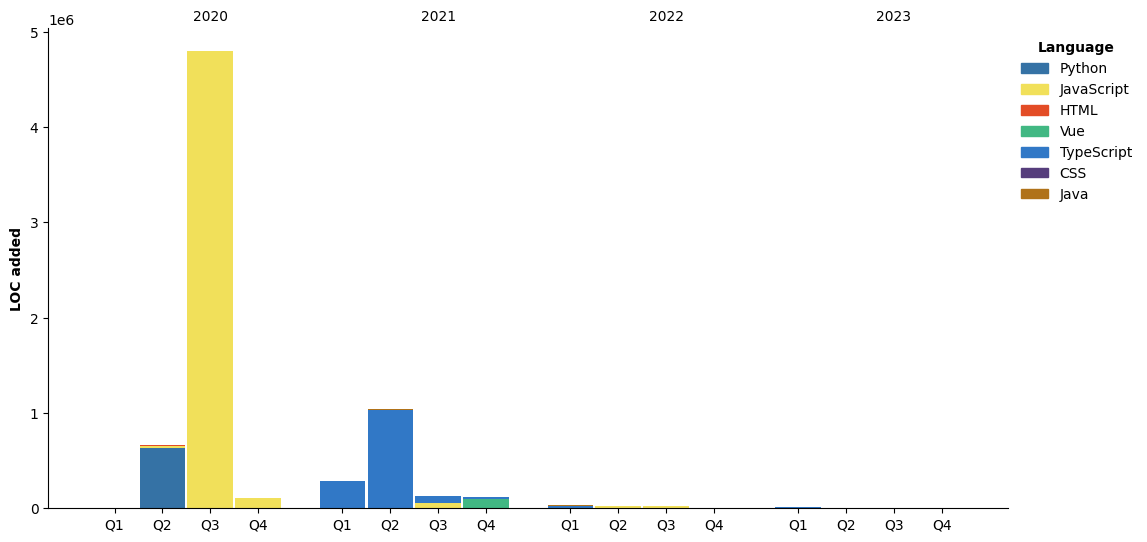 2020 2021 2022 2023
1e6
5
4
3
2
1
0
LOC added
Q1 Q2 Q3 Q4 Q1 Q2 Q3 Q4 Q1 Q2 Q3 Q4 Q1 Q2 Q3 Q4
Language
Python
JavaScript
HTML
Vue
TypeScript
CSS
Java